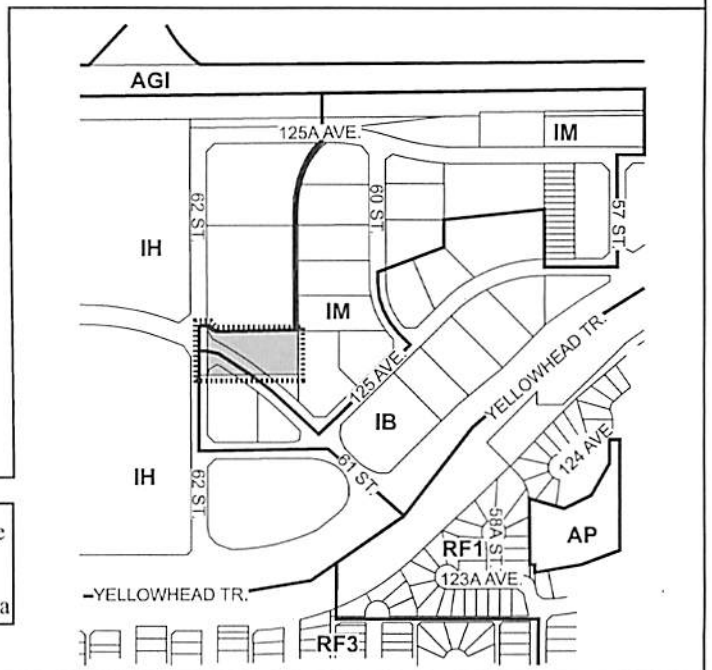 AGI
125A AVE.
IM
62 ST.
60 ST.
57 ST.
IH
IM
125 AVE.
YELLOWHEAD TR.
IB
124 AVE
IH
62 ST.
61 ST.
58A ST.
AP
RF1
123A AVE.
YELLOWHEAD TR.
RF3
e
a